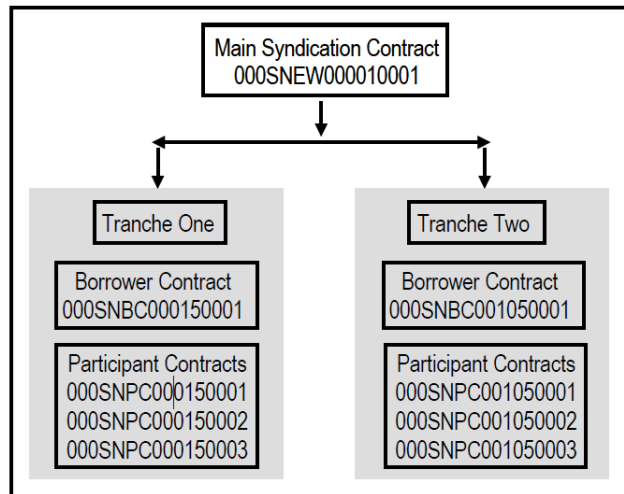 Main Syndication Contract
000SNEW000010001
Tranche One
Borrower Contract
000SNBC000150001
Participant Contracts
000SNPC000150001
000SNPC000150002
000SNPC000150003
Tranche Two
Borrower Contract
000SNBC001050001
Participant Contracts
000SNPC001050001
000SNPC001050002
000SNPC001050003